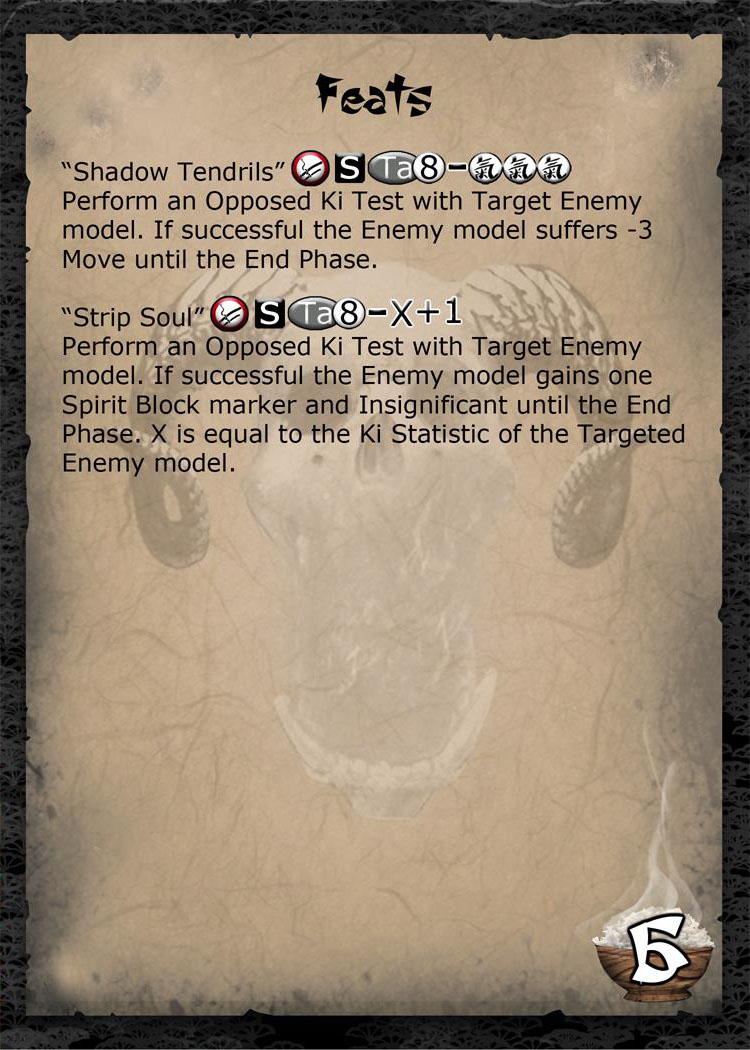 Feats
“Shadow Tendrils” S Ta 8 - 氣 氣 氣
Perform an Opposed Ki Test with Target Enemy
model. If successful the Enemy model suffers -3
Move until the End Phase.
“Strip Soul” S Ta 8 - X+1
Perform an Opposed Ki Test with Target Enemy
model. If successful the Enemy model gains one
Spirit Block marker and Insignificant until the End
Phase. X is equal to the Ki Statistic of the Targeted
Enemy model.
5